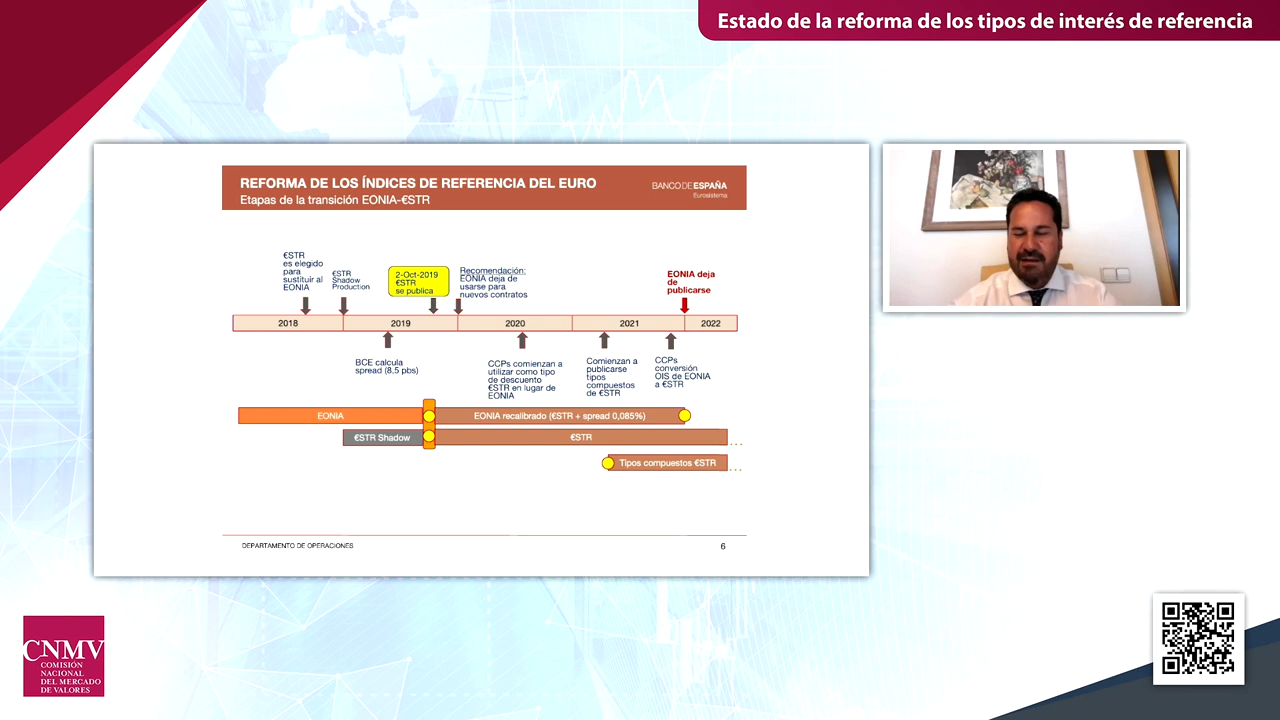 Estado de la reforma de los tipos de interés de referencia
REFORMA DE LOS ÍNDICES DE REFERENCIA DEL EURO
Etapas de la transición EONIA-€STR
BANCODEESPAÑA
Eurosistema
€STR
es elegido
para
sustituir al
EONIA
€STR
Shadow
Production
2-Oct-2019
€STR
se publica
Recomendación:
EONIA deja de
usarse para
nuevos contratos
EONIA deja
de
publicarse
2018
2019
2020
2021
2022
BCE calcula
spread (8,5 pbs)
CCPs comienzan a
utilizar como tipo
de descuento
€STR en lugar de
EONIA
Comienzan a
publicarse
tipos
compuestos
de €STR
CCPs
conversión
OIS de EONIA
a €STR
EONIA
EONIA recalibrado (€STR + spread 0,085%)
€STR Shadow
€STR
...
Tipos compuestos €STR
...
DEPARTAMENTO DE OPERACIONES
6
CNMV
COMISIÓN
NACIONAL
DEL MERCADO
DE VALORES